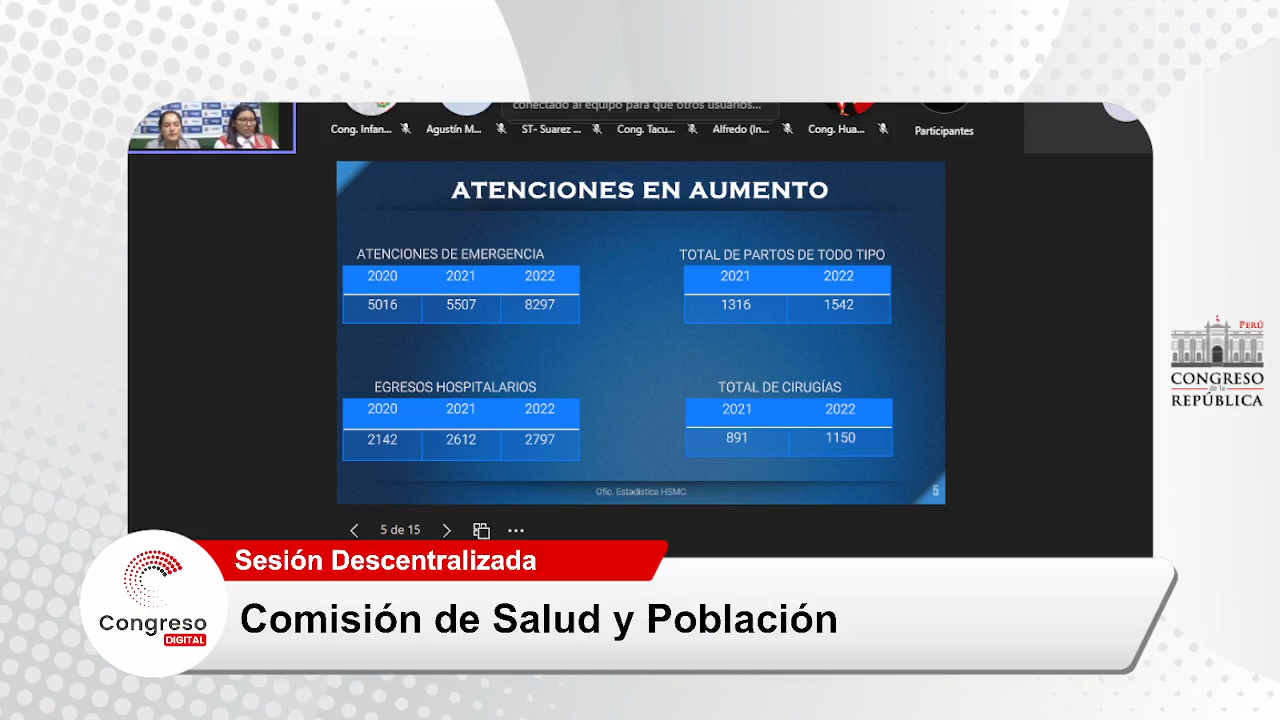 conectado al equipo para que otros usuarios...
Cong. Infan...
Agustín M...
ST- Suarez ...
Cong. Tacu...
Alfredo (In...
Cong. Hua...
Participantes
ATENCIONES EN AUMENTO
ATENCIONES DE EMERGENCIA
2020 2021 2022
5016 5507 8297
TOTAL DE PARTOS DE TODO TIPO
2021 2022
1316 1542
EGRESOS HOSPITALARIOS
2020 2021 2022
2142 2612 2797
TOTAL DE CIRUGÍAS
2021 2022
891 1150
Ofic. Estadística HSMC
5
5 de 15
PERÚ
CONGRESO
de la
REPÚBLICA
Sesión Descentralizada
Comisión de Salud y Población
Congreso
DIGITAL